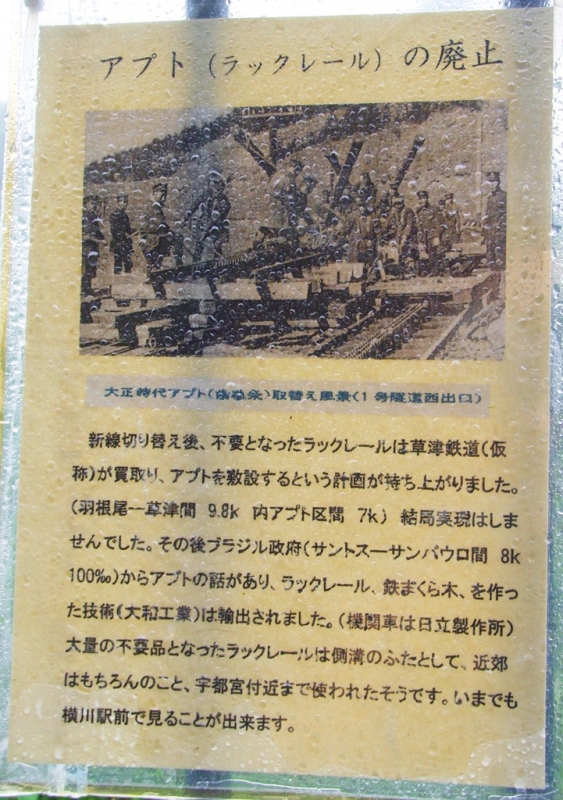 アプト（ラックレール）の廃止
大正時代アプト(歯軌条)取替え風景(1号隧道西出口)
新線切り替え後、不要となったラックレールは草津鉄道(仮
称)が買取り、アプトを敷設するという計画が持ち上がりました。
(羽根尾--草津間 9.8k 内アプト区間 7k) 結局実現はしま
せんでした。その後ブラジル政府(サントスーサンパウロ間 8k
100‰)からアプトの話があり、ラックレール、鉄まくら木、を作っ
た技術(大和工業)は輸出されました。(機関車は日立製作所)
大量の不要品となったラックレールは側溝のふたとして、近郊
はもちろんのこと、宇都宮付近まで使われたそうです。いまでも
横川駅前で見ることが出来ます。